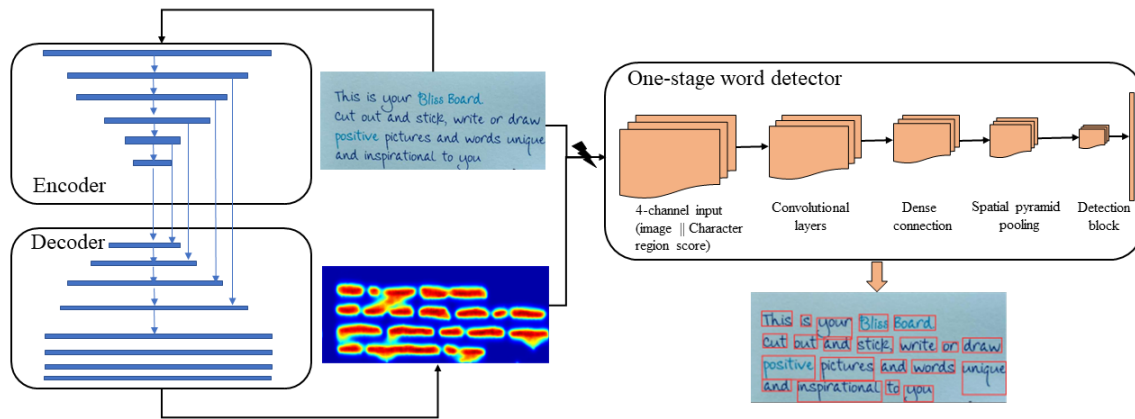 Encoder
Decoder
This is your Bliss Board.
cut out and stick, write or draw
positive pictures and words unique
and inspirational to you
One-stage word detector
4-channel input
(image || Character
region score)
Convolutional
layers
Dense
connection
Spatial pyramid
pooling
Detection
block
This is your Bliss Board.
cut out and stick, write or draw
positive pictures and words unique
and inspirational to you